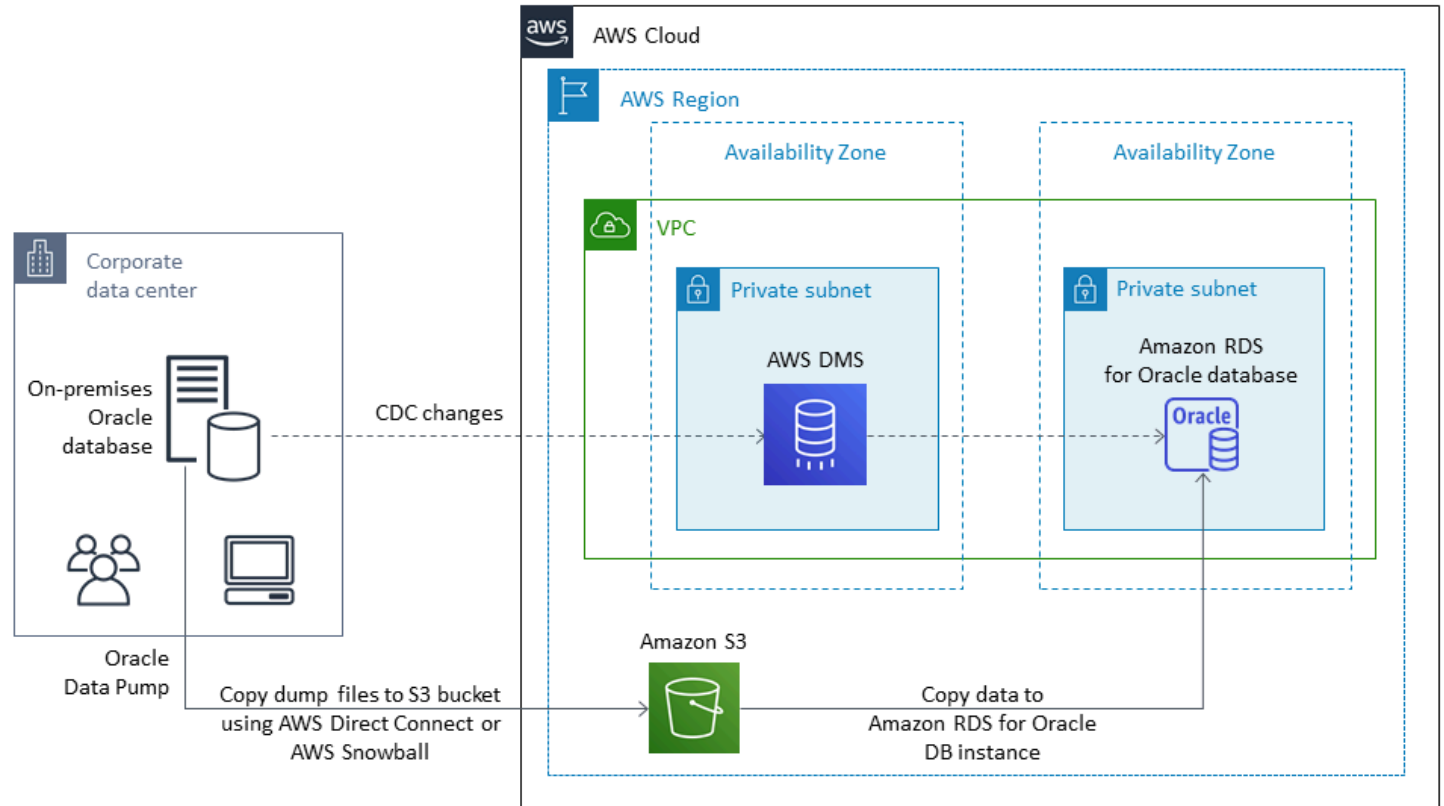 aws
AWS Cloud
AWS Region
Availability Zone
Availability Zone
VPC
Corporate
data center
Private subnet
Private subnet
On-premises
Oracle
database
CDC changes
AWS DMS
Amazon RDS
for Oracle database
Oracle
Oracle
Data Pump
Copy dump files to S3 bucket
using AWS Direct Connect or
AWS Snowball
Amazon S3
Copy data to
Amazon RDS for Oracle
DB instance